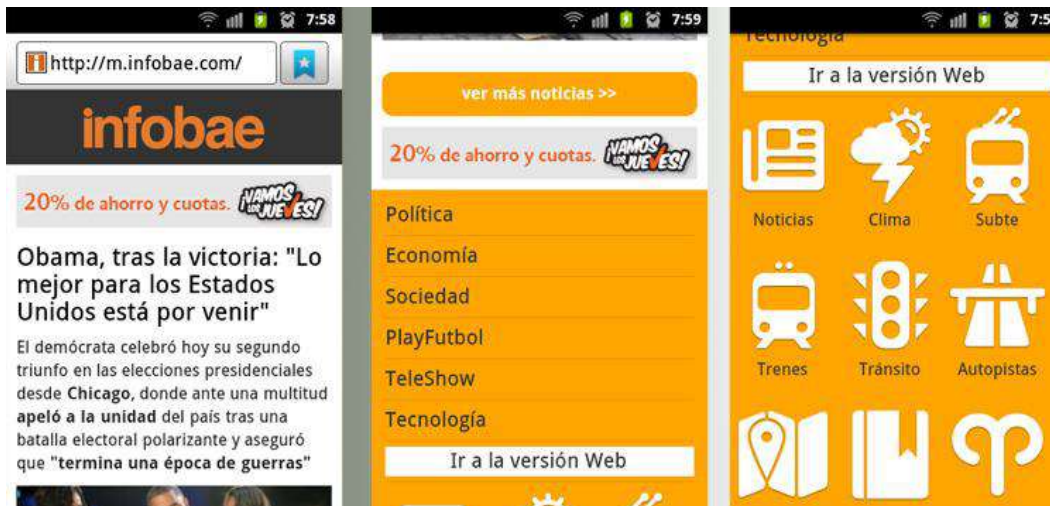 7:58
http://m.infobae.com/
infobae
20% de ahorro y cuotas. ¡VAMOS LOS JUEVES!
Obama, tras la victoria: "Lo
mejor para los Estados
Unidos está por venir"
El demócrata celebró hoy su segundo
triunfo en las elecciones presidenciales
desde Chicago, donde ante una multitud
apeló a la unidad del país tras una
batalla electoral polarizante y aseguró
que "termina una época de guerras"
7:59
ver más noticias >>
20% de ahorro y cuotas. ¡VAMOS LOS JUEVES!
Política
Economía
Sociedad
PlayFutbol
TeleShow
Tecnología
Ir a la versión Web
7:5
Tecnología
Ir a la versión Web
Noticias Clima Subte
Trenes Tránsito Autopistas